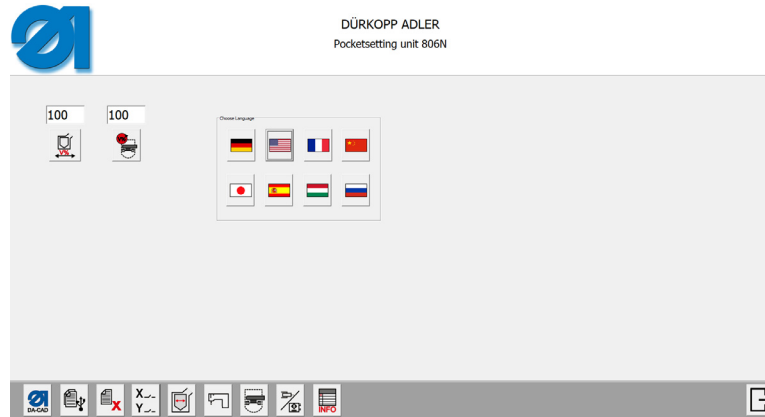 DÜRKOPP ADLER
Pocketsetting unit 806N
100
100
Choose Language
V%
V%
DA-CAD
X
Y
INFO